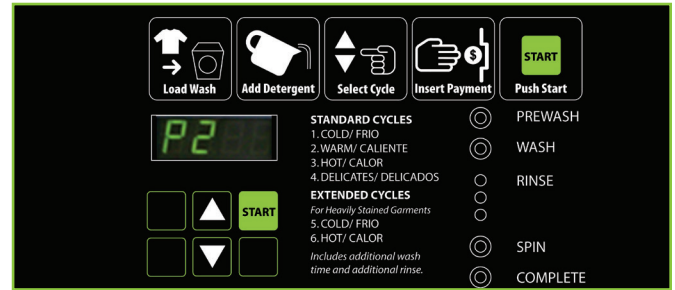 START
Load Wash
Add Detergent
Select Cycle
$
Insert Payment
Push Start
P2
STANDARD CYCLES
1. COLD/ FRIO
2. WARM/ CALIENTE
3. HOT/ CALOR
4. DELICATES/ DELICADOS
EXTENDED CYCLES
For Heavily Stained Garments
5. COLD/ FRIO
6. HOT/ CALOR
Includes additional wash
time and additional rinse.
START
PREWASH
WASH
RINSE
SPIN
COMPLETE